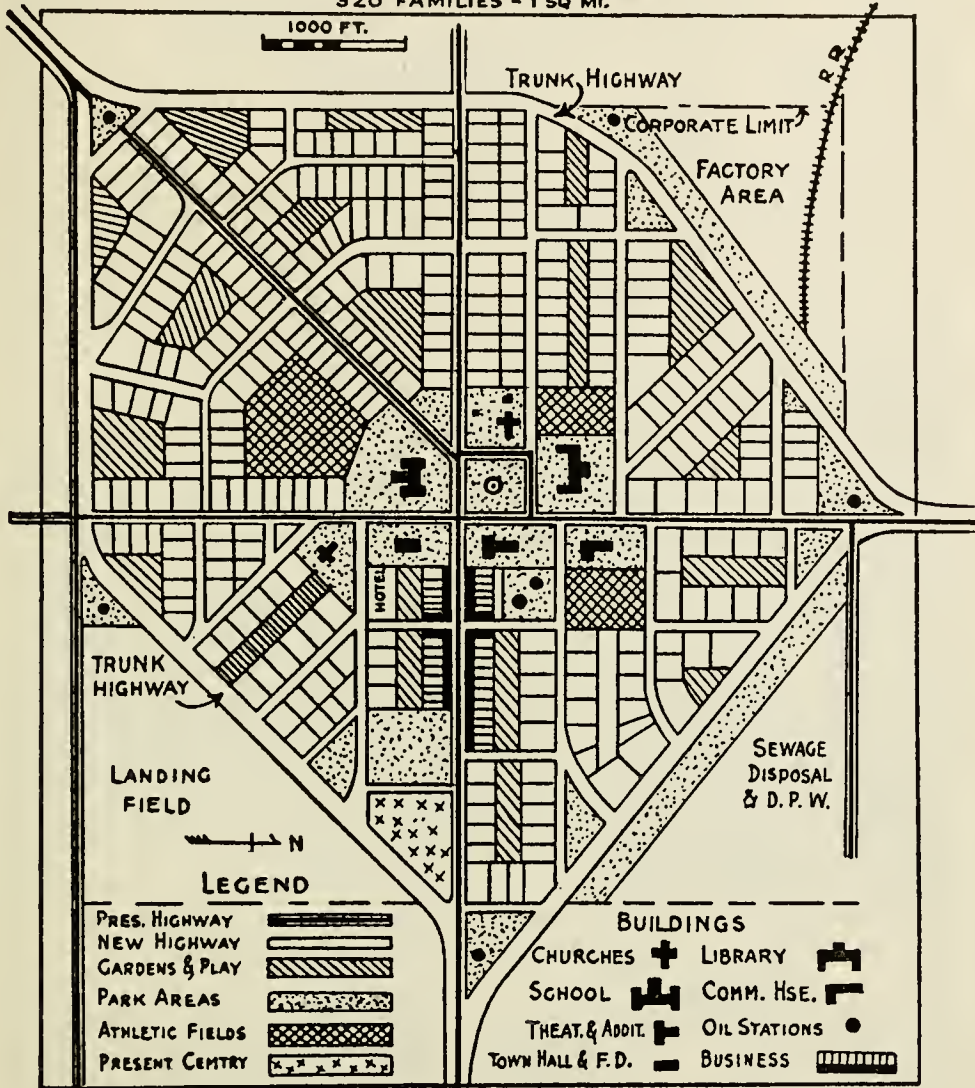 320 FAMILIES - 1 SQ MI.
1000 FT.
R R
TRUNK HIGHWAY
CORPORATE LIMIT
FACTORY
AREA
HOTEL
TRUNK
HIGHWAY
LANDING
FIELD
N
SEWAGE
DISPOSAL
& D.P.W.
LEGEND
PRES. HIGHWAY
NEW HIGHWAY
GARDENS & PLAY
PARK AREAS
ATHLETIC FIELDS
PRESENT CEMTRY
BUILDINGS
CHURCHES
LIBRARY
SCHOOL
COMM. HSE.
THEAT. & ADDIT.
OIL STATIONS
TOWN HALL & F.D.
BUSINESS